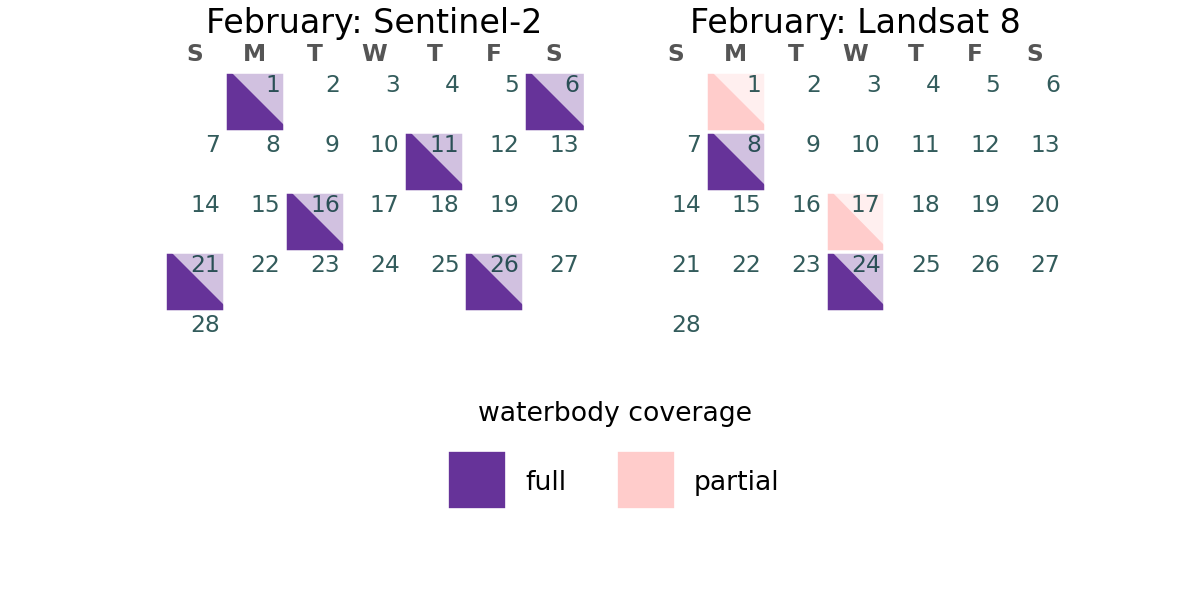 February: Sentinel-2
S M T W T F S
1 2 3 4 5 6
7 8 9 10 11 12 13
14 15 16 17 18 19 20
21 22 23 24 25 26 27
28
February: Landsat 8
S M T W T F S
1 2 3 4 5 6
7 8 9 10 11 12 13
14 15 16 17 18 19 20
21 22 23 24 25 26 27
28
waterbody coverage
full partial